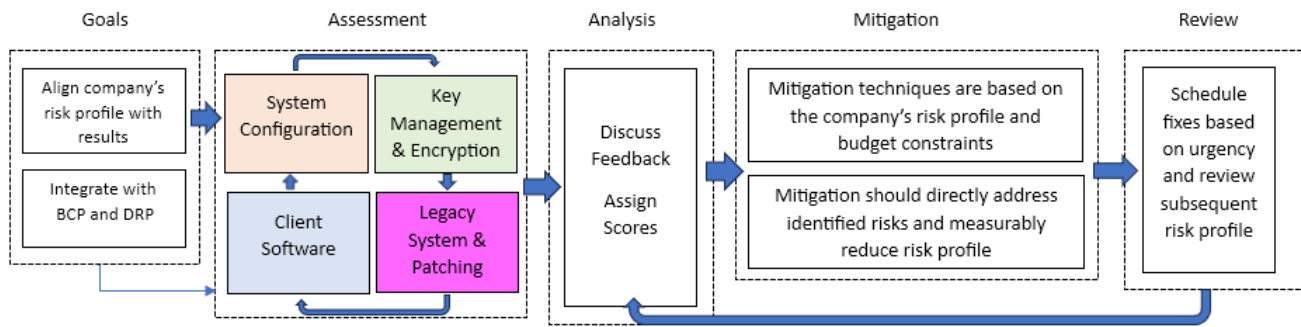 Goals
Assessment
Analysis
Mitigation
Review
Align company's
risk profile with
results
Integrate with
BCP and DRP
System
Configuration
Key
Management
& Encryption
Client
Software
Legacy
System &
Patching
Discuss
Feedback
Assign
Scores
Mitigation techniques are based on
the company's risk profile and
budget constraints
Mitigation should directly address
identified risks and measurably
reduce risk profile
Schedule
fixes based
on urgency
and review
subsequent
risk profile